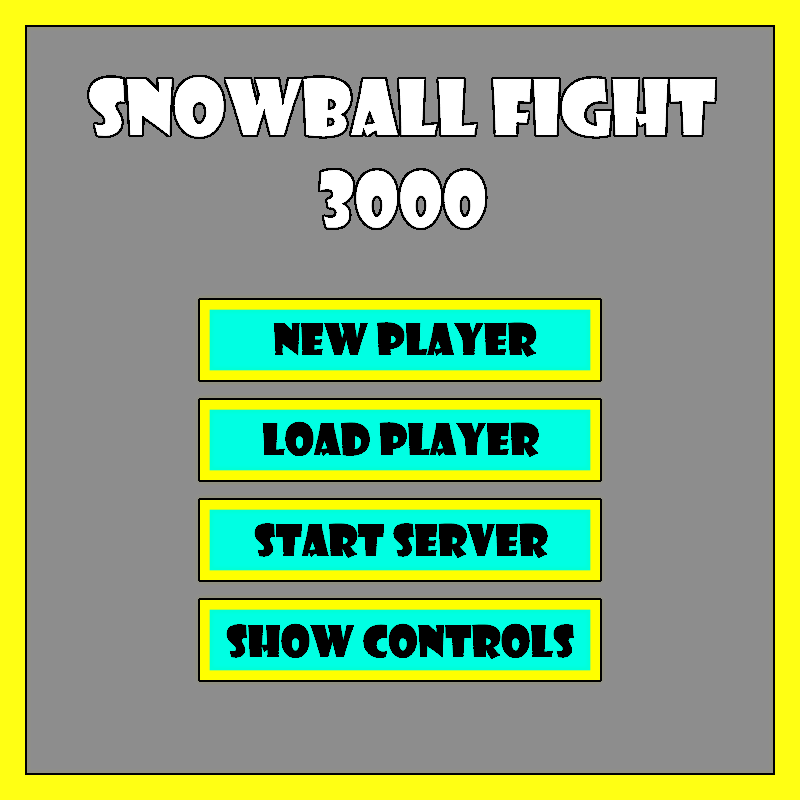 SNOWBALL FIGHT
3000
NEW PLAYER
LOAD PLAYER
START SERVER
SHOW CONTROLS